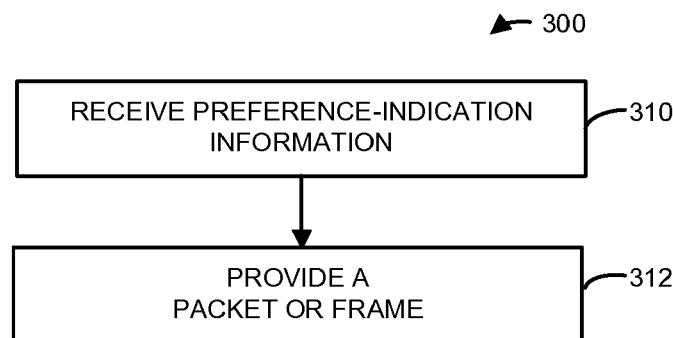 300
RECEIVE PREFERENCE-INDICATION
INFORMATION
310
PROVIDE A
PACKET OR FRAME
312